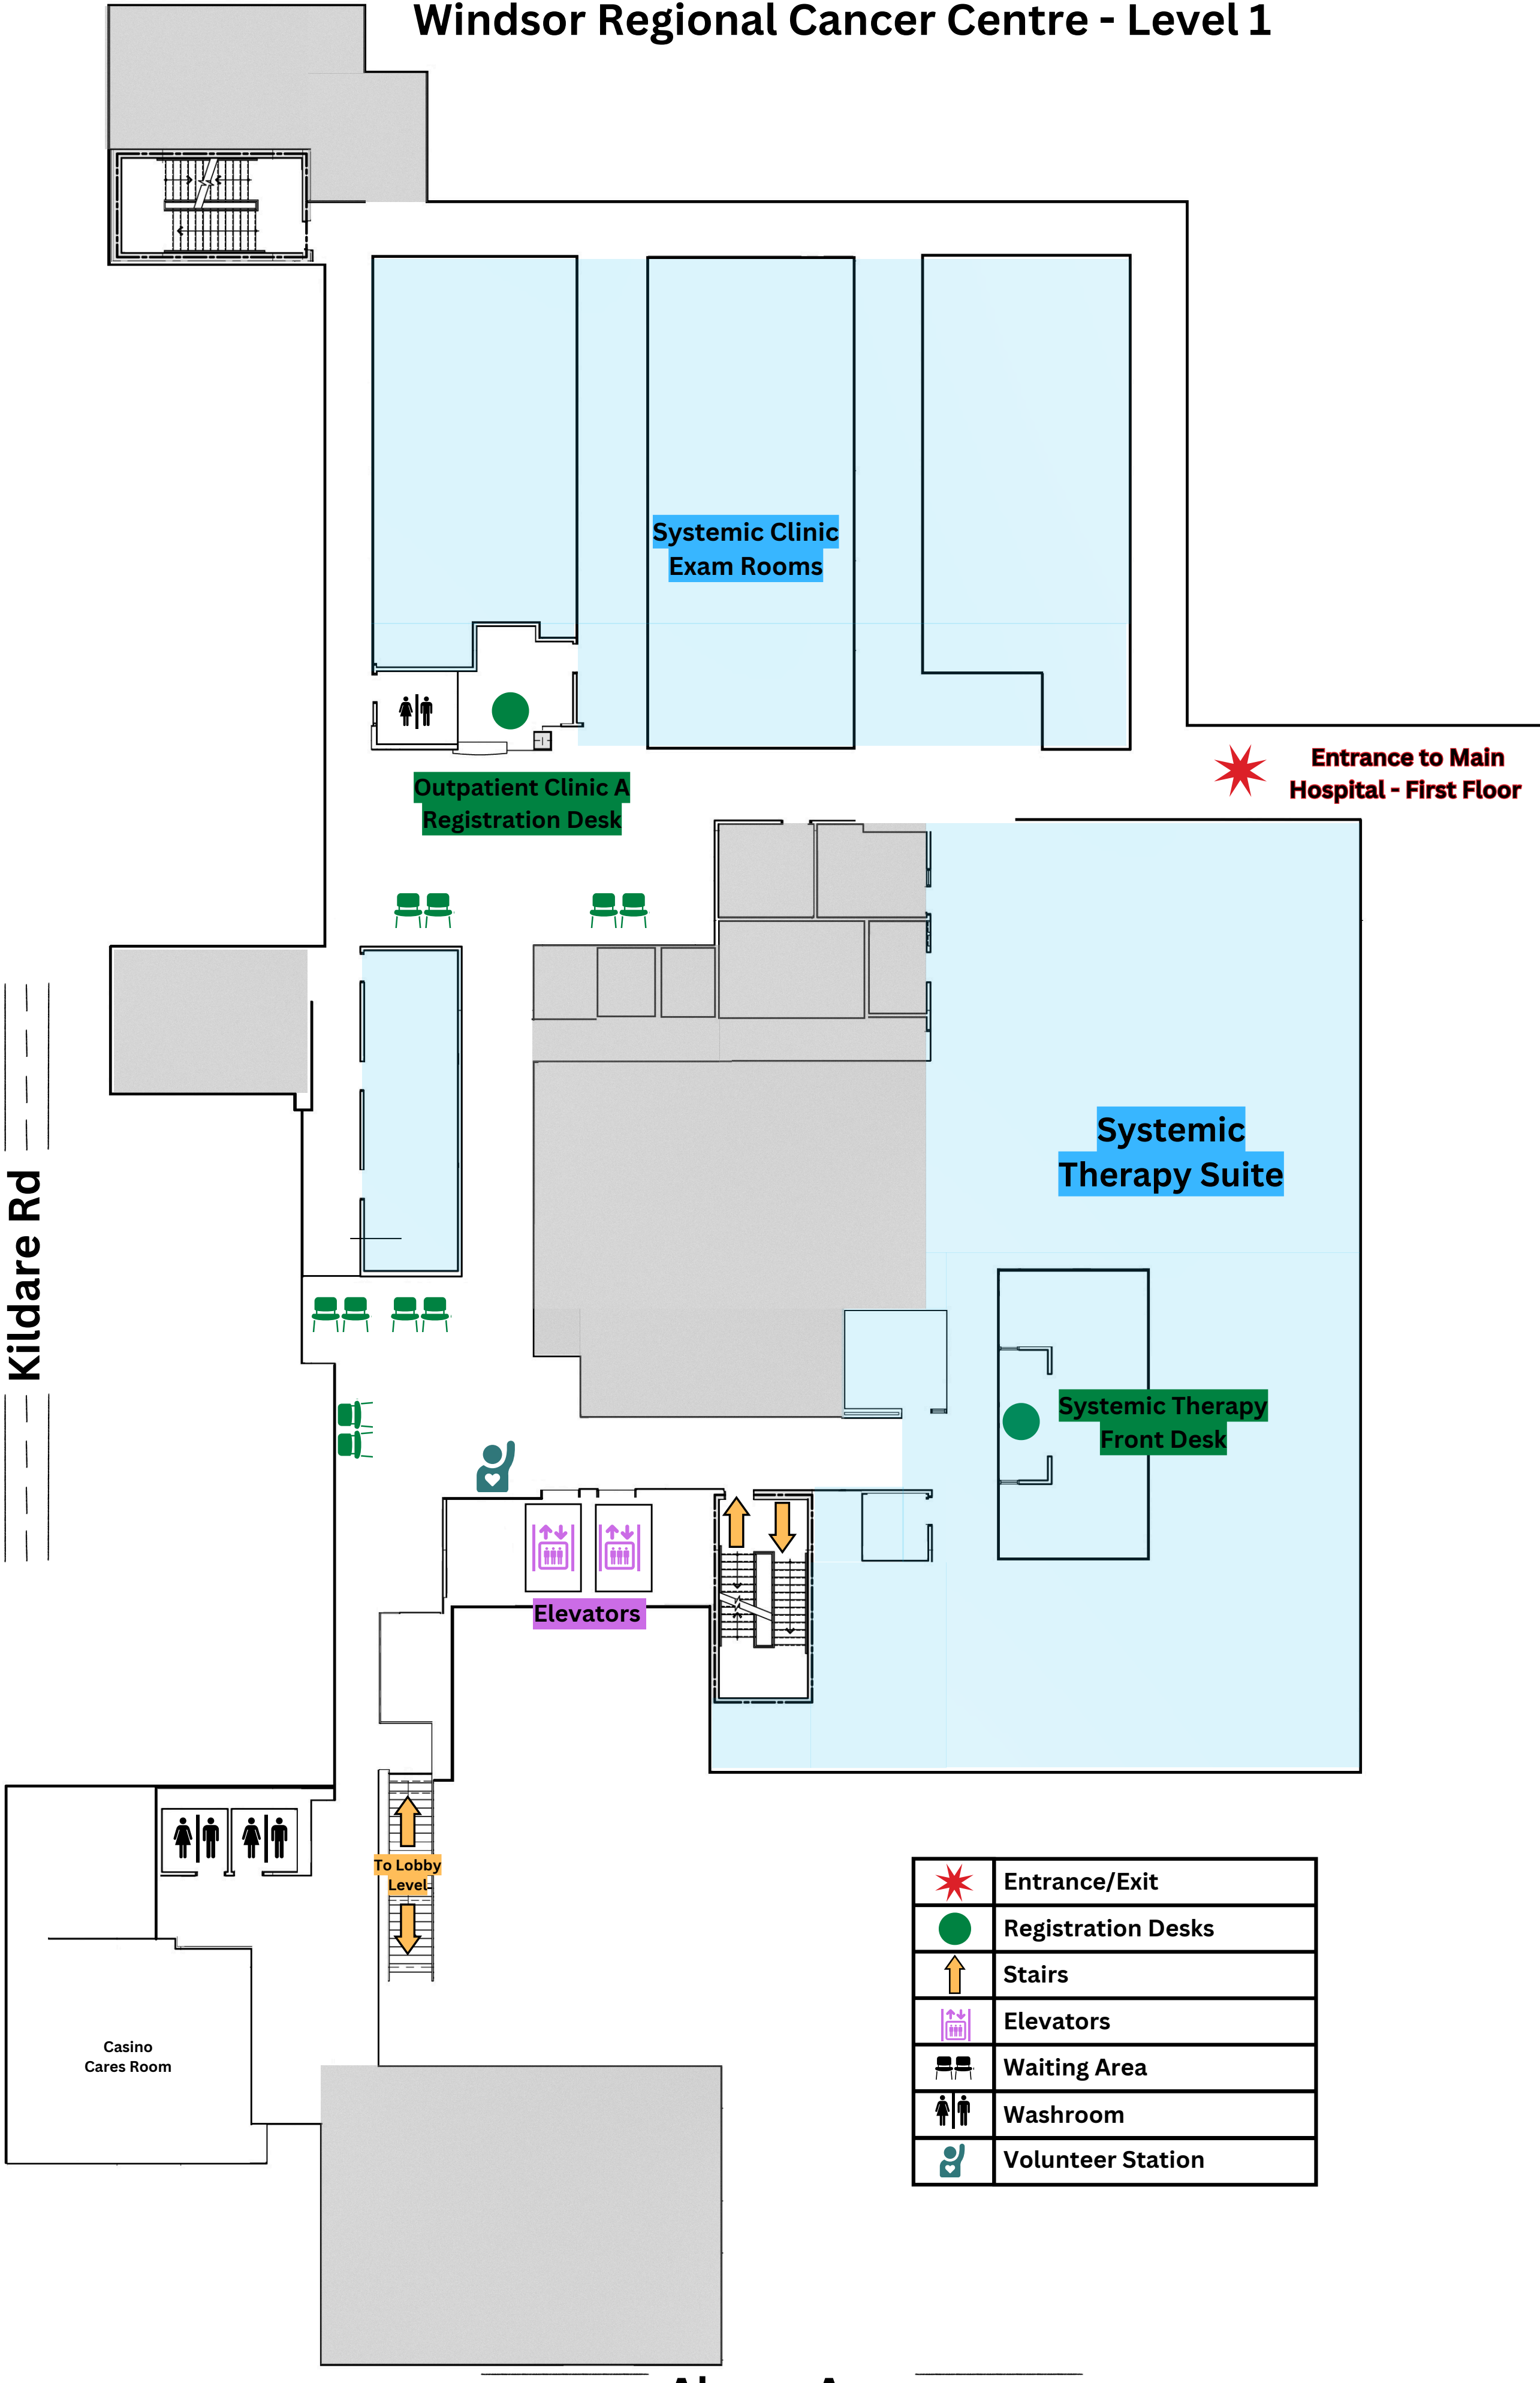 Windsor Regional Cancer Centre - Level 1
Systemic Clinic
Exam Rooms
Outpatient Clinic A
Registration Desk
Entrance to Main
Hospital - First Floor
Systemic
Therapy Suite
Kildare Rd
Systemic Therapy
Front Desk
Elevators
To Lobby
Level
Casino
Cares Room
Entrance/Exit
Registration Desks
Stairs
Elevators
Waiting Area
Washroom
Volunteer Station